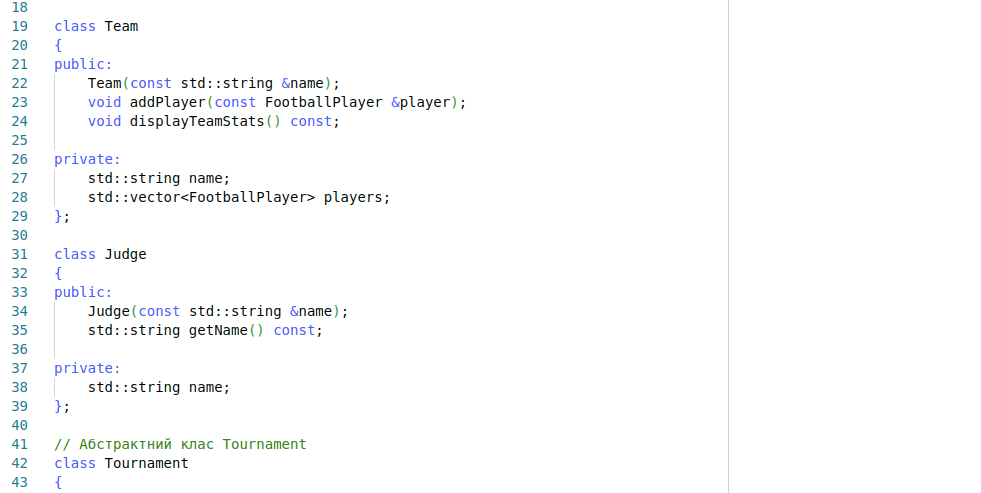 18
19 class Team
20 {
21 public:
22     Team(const std::string &name);
23     void addPlayer(const FootballPlayer &player);
24     void displayTeamStats() const;
25
26 private:
27     std::string name;
28     std::vector<FootballPlayer> players;
29 };
30
31 class Judge
32 {
33 public:
34     Judge(const std::string &name);
35     std::string getName() const;
36
37 private:
38     std::string name;
39 };
40
41 // Абстрактний клас Tournament
42 class Tournament
43 {